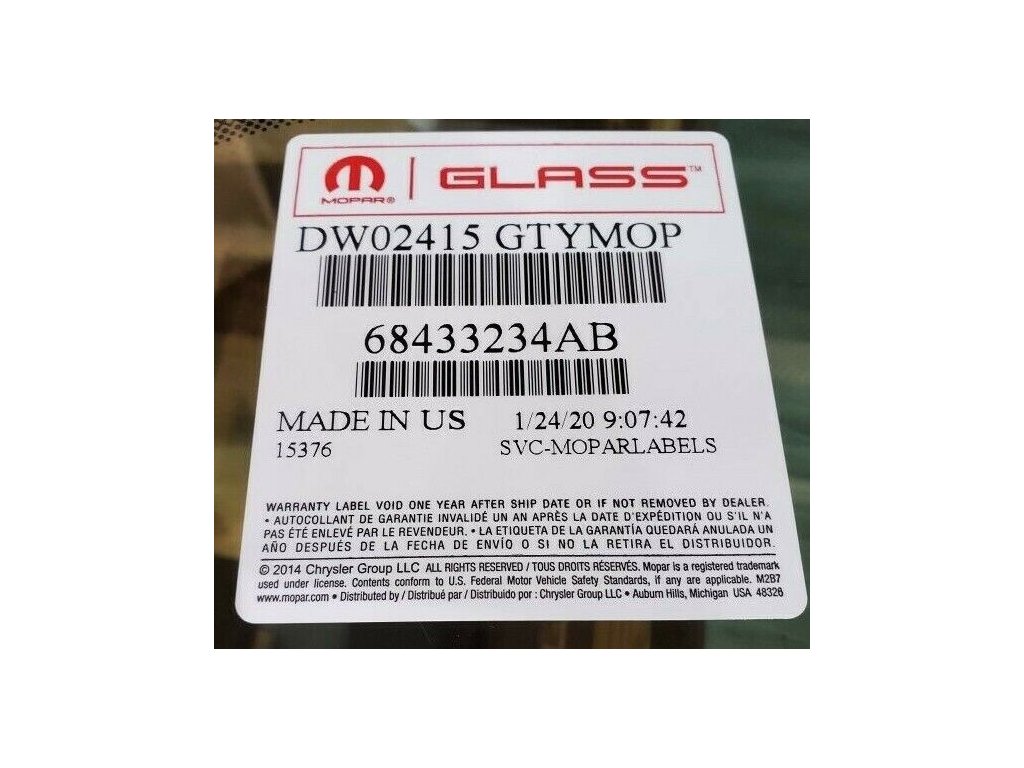 MOPAR® | GLASS™
DW02415 GTYMOP
68433234AB
MADE IN US 1/24/20 9:07:42
15376 SVC-MOPARLABELS
WARRANTY LABEL VOID ONE YEAR AFTER SHIP DATE OR IF NOT REMOVED BY DEALER.
• AUTOCOLLANT DE GARANTIE INVALIDÉ UN AN APRÈS LA DATE D'EXPÉDITION OU S'IL N'A
PAS ÉTÉ ENLEVÉ PAR LE REVENDEUR. • LA ETIQUETA DE LA GARANTÍA QUEDARÁ ANULADA UN
AÑO DESPUÉS DE LA FECHA DE ENVÍO O SI NO LA RETIRA EL DISTRIBUIDOR.
© 2014 Chrysler Group LLC ALL RIGHTS RESERVED / TOUS DROITS RÉSERVÉS. Mopar is a registered trademark
used under license. Contents conform to U.S. Federal Motor Vehicle Safety Standards, if any are applicable. M2B7
www.mopar.com • Distributed by / Distribué par / Distribuido por : Chrysler Group LLC • Auburn Hills, Michigan USA 48326